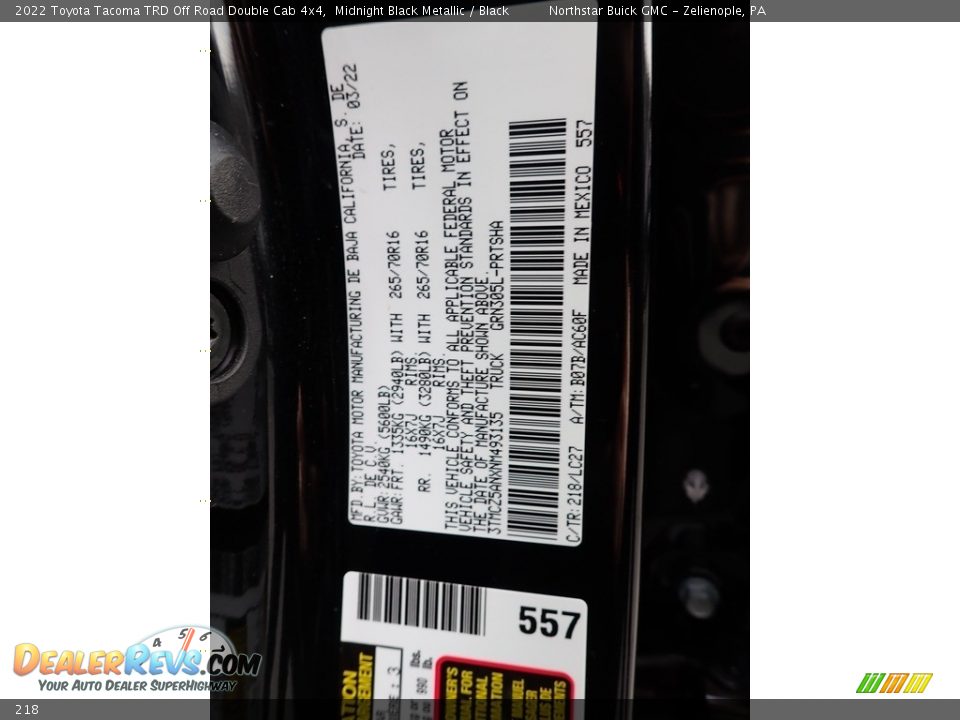 2022 Toyota Tacoma TRD Off Road Double Cab 4x4, Midnight Black Metallic / Black Northstar Buick GMC - Zelienople, PA
MFD.BY:TOYOTA MOTOR MANUFACTURING DE BAJA CALIFORNIA, S. DE
R.L. DE C.V. DATE: 03/22
GVWR:2540KG (5600LB)
GAWR:FRT. 1335KG (2940LB) WITH 265/70R16 TIRES,
16X7J RIMS
RR. 1490KG (3280LB) WITH 265/70R16 TIRES,
16X7J RIMS.
THIS VEHICLE CONFORMS TO ALL APPLICABLE FEDERAL MOTOR
VEHICLE SAFETY AND THEFT PREVENTION STANDARDS IN EFFECT ON
THE DATE OF MANUFACTURE SHOWN ABOVE.
3TMCZ5ANXNM493135 TRUCK GRN305L-PRTSHA
C/TR:218/LC27 A/TM:B07B/AC60F MADE IN MEXICO 557
557
4 5 6
DEALERREVS.COM
YOUR AUTO DEALER SUPERHIGHWAY
218